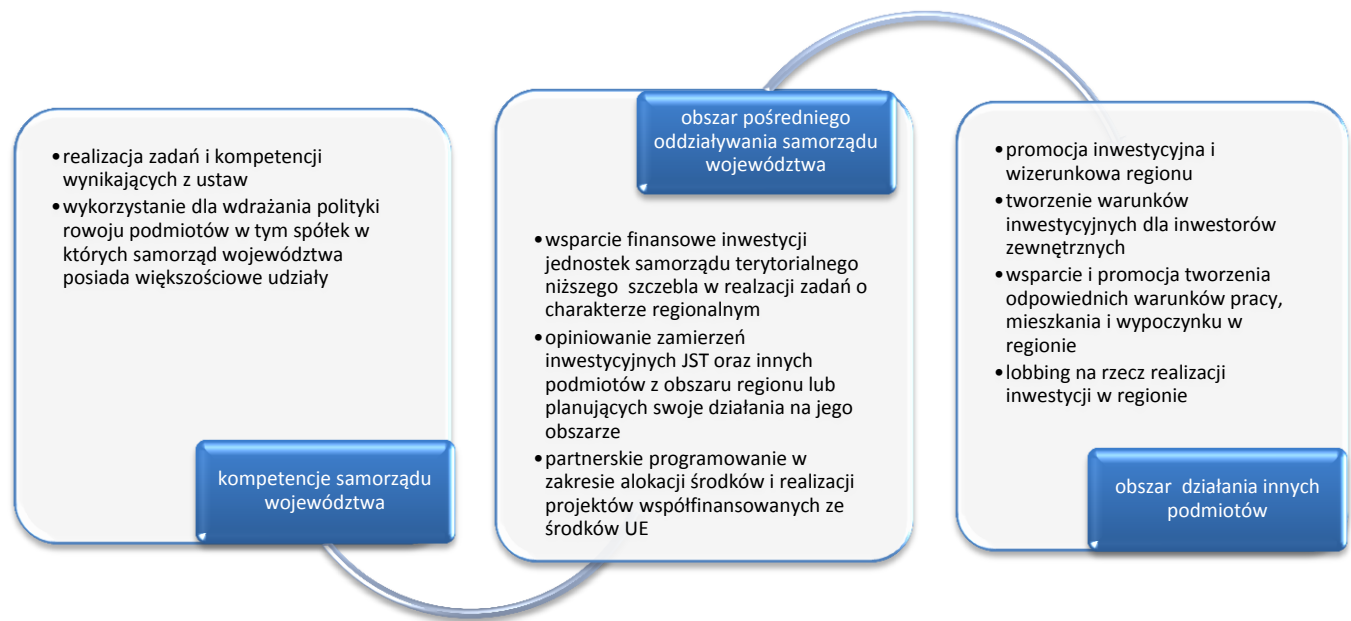 •realizacja zadań i kompetencji
wynikających z ustaw
•wykorzystanie dla wdrażania polityki
rowoju podmiotów w tym spółek w
których samorząd województwa
posiada większościowe udziały
kompetencje samorządu
województwa
obszar pośredniego
oddziaływania samorządu
województwa
•wsparcie finansowe inwestycji
jednostek samorządu terytorialnego
niższego szczebla w realzacji zadań o
charakterze regionalnym
•opiniowanie zamierzeń
inwestycyjnych JST oraz innych
podmiotów z obszaru regionu lub
planujących swoje działania na jego
obszarze
•partnerskie programowanie w
zakresie alokacji środków i realizacji
projektów współfinansowanych ze
środków UE
•promocja inwestycyjna i
wizerunkowa regionu
•tworzenie warunków
inwestycyjnych dla inwestorów
zewnętrznych
•wsparcie i promocja tworzenia
odpowiednich warunków pracy,
mieszkania i wypoczynku w
regionie
•lobbing na rzecz realizacji
inwestycji w regionie
obszar działania innych
podmiotów